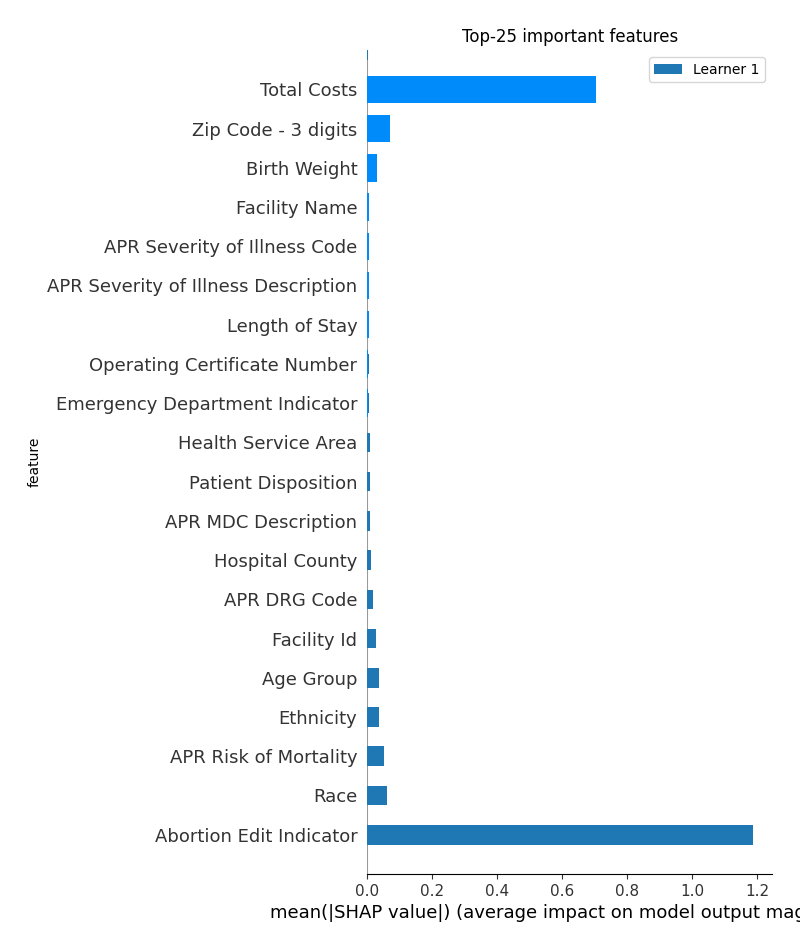 Top-25 important features
Learner 1
Total Costs
Zip Code - 3 digits
Birth Weight
Facility Name
APR Severity of Illness Code
APR Severity of Illness Description
Length of Stay
Operating Certificate Number
Emergency Department Indicator
Health Service Area
Patient Disposition
APR MDC Description
Hospital County
APR DRG Code
Facility Id
Age Group
Ethnicity
APR Risk of Mortality
Race
Abortion Edit Indicator
feature
0.0 0.2 0.4 0.6 0.8 1.0 1.2
mean(|SHAP value|) (average impact on model output mag